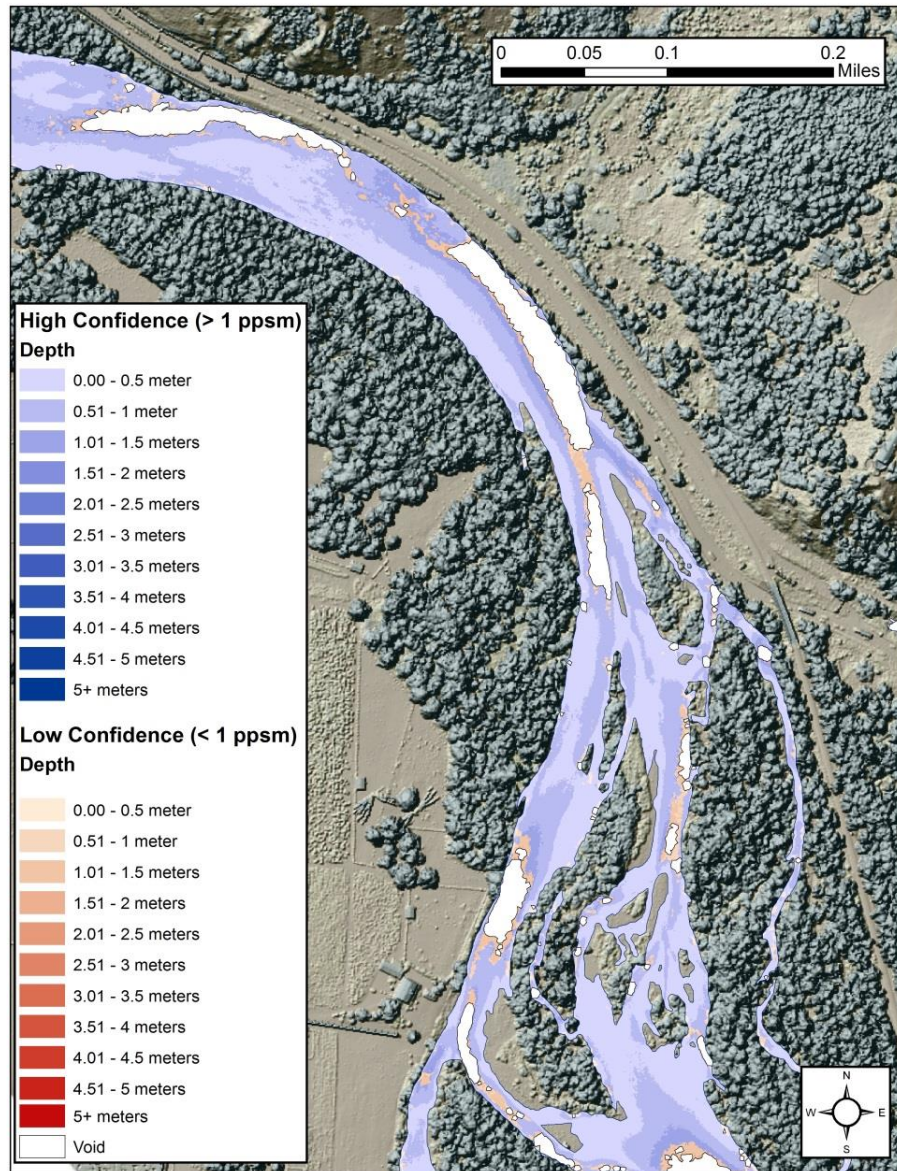 0 0.05 0.1 0.2
Miles
High Confidence (> 1 ppsm)
Depth
0.00 - 0.5 meter
0.51 - 1 meter
1.01 - 1.5 meters
1.51 - 2 meters
2.01 - 2.5 meters
2.51 - 3 meters
3.01 - 3.5 meters
3.51 - 4 meters
4.01 - 4.5 meters
4.51 - 5 meters
5+ meters
Low Confidence (< 1 ppsm)
Depth
0.00 - 0.5 meter
0.51 - 1 meter
1.01 - 1.5 meters
1.51 - 2 meters
2.01 - 2.5 meters
2.51 - 3 meters
3.01 - 3.5 meters
3.51 - 4 meters
4.01 - 4.5 meters
4.51 - 5 meters
5+ meters
Void
N
W E
S